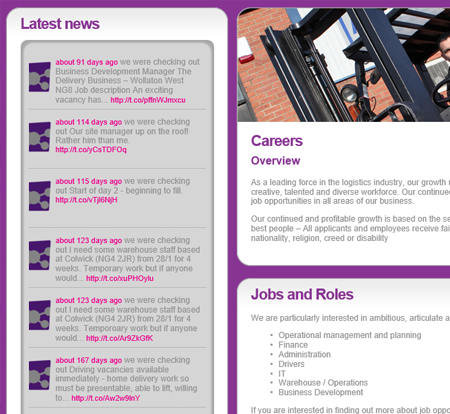 Latest news
about 91 days ago we were checking out
Business Development Manager The
Delivery Business – Wollaton West
NG8 Job description An exciting
vacancy has... http://t.co/pffnWJmxcu
about 114 days ago we were checking
out Our site manager up on the roof!
Rather him than me.
http://t.co/yCsTDFOq
about 115 days ago we were checking
out Start of day 2 - beginning to fill.
http://t.co/vTjl6NjH
about 123 days ago we were checking
out I need some warehouse staff based
at Colwick (NG4 2JR) from 28/1 for 4
weeks. Temporary work but if anyone
would... http://t.co/xuPHOylu
about 123 days ago we were checking
out I need some warehouse staff based
at Colwick (NG4 2JR) from 28/1 for 4
weeks. Temporoary work but if anyone
would... http://t.co/Ar9ZkGfK
about 167 days ago we were checking
out Driving vacancies available
immediately - home delivery work so
must be presentable, able to lift, willing
to... http://t.co/Aw2w9InY
Careers
Overview
As a leading force in the logistics industry, our growth
creative, talented and diverse workforce. Our continue
job opportunities in all areas of our business.
Our continued and profitable growth is based on the se
best people – All applicants and employees receive fai
nationality, religion, creed or disability
Jobs and Roles
We are particularly interested in ambitious, articulate a
• Operational management and planning
• Finance
• Administration
• Drivers
• IT
• Warehouse / Operations
• Business Development
If you are interested in finding out more about job oppo